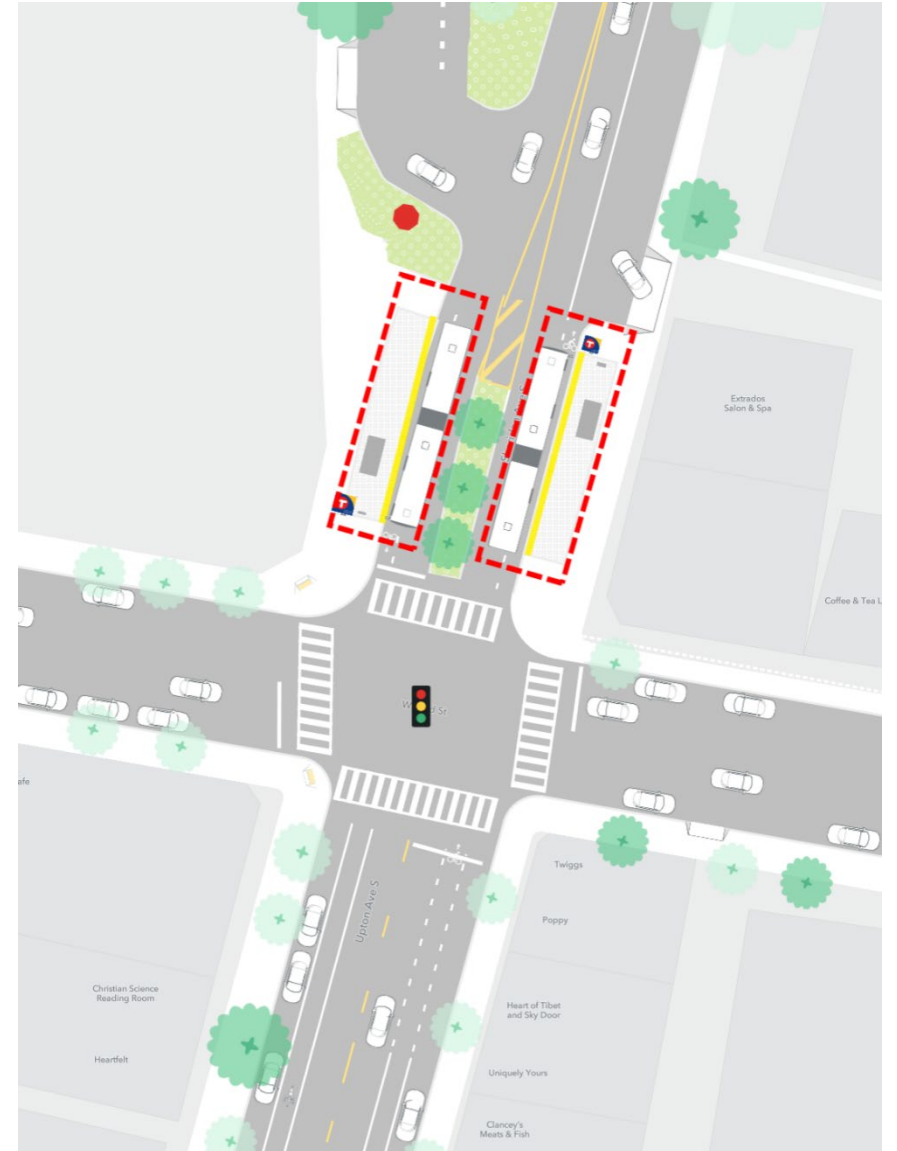 T
Extrados
Salon & Spa
T
Coffee & Tea L
afe
Twiggs
Upton Ave S
Poppy
Christian Science
Reading Room
Heart of Tibet
and Sky Door
Heartfelt
Uniquely Yours
Clancey's
Meats & Fish